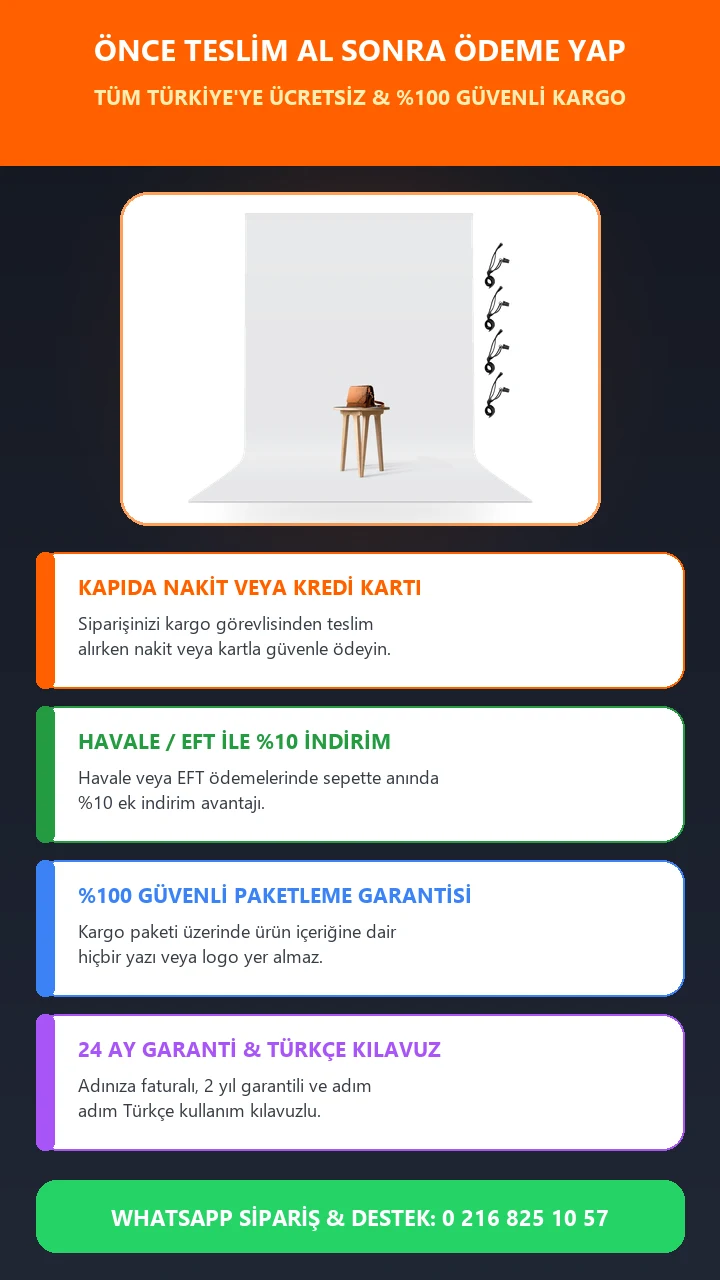 ÖNCE TESLİM AL SONRA ÖDEME YAP
TÜM TÜRKİYE'YE ÜCRETSİZ & %100 GÜVENLİ KARGO
KAPIDA NAKİT VEYA KREDİ KARTI
Siparişinizi kargo görevlisinden teslim
alırken nakit veya kartla güvenle ödeyin.
HAVALE / EFT İLE %10 İNDİRİM
Havale veya EFT ödemelerinde sepette anında
%10 ek indirim avantajı.
%100 GÜVENLİ PAKETLEME GARANTİSİ
Kargo paketi üzerinde ürün içeriğine dair
hiçbir yazı veya logo yer almaz.
24 AY GARANTİ & TÜRKÇE KILAVUZ
Adınıza faturalı, 2 yıl garantili ve adım
adım Türkçe kullanım kılavuzlu.
WHATSAPP SİPARİŞ & DESTEK: 0 216 825 10 57